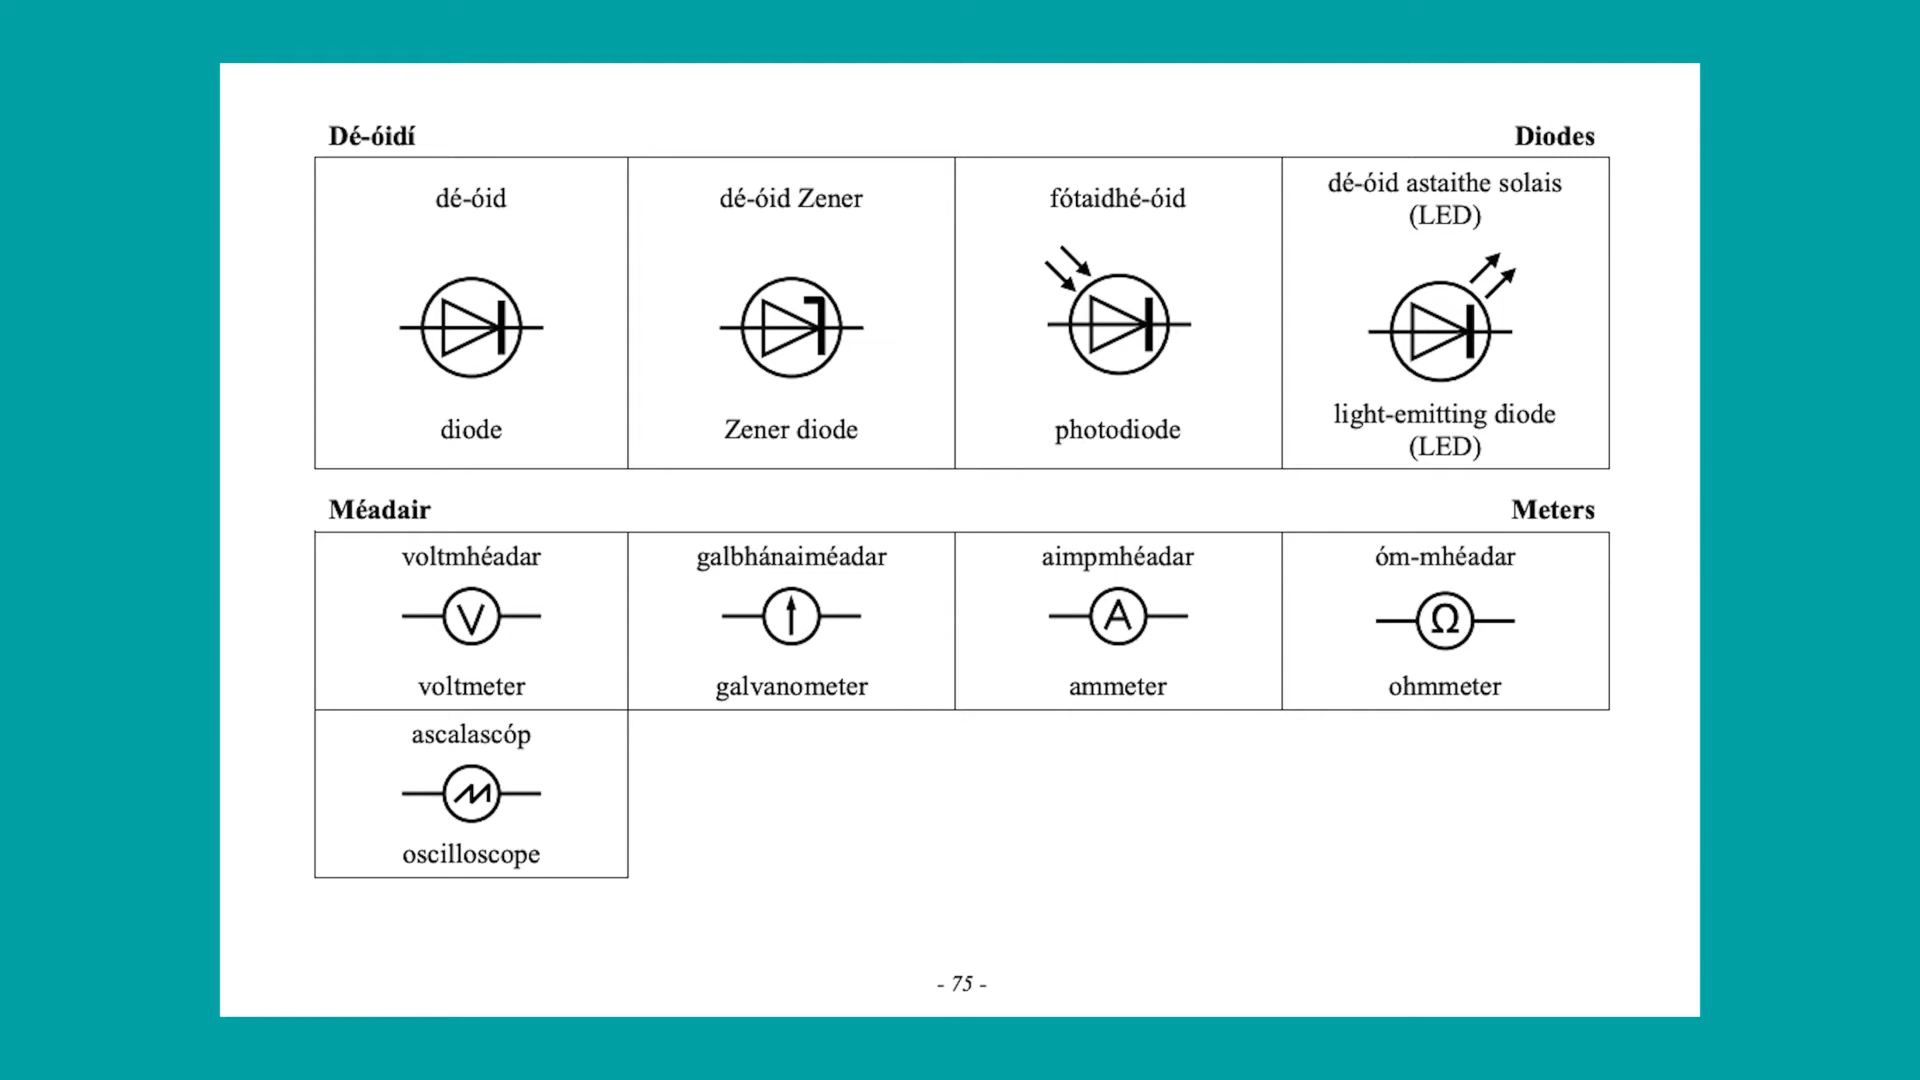 Dé-óidí Diodes
dé-óid
diode
dé-óid Zener
Zener diode
fótaidhé-óid
photodiode
dé-óid astaithe solais
(LED)
light-emitting diode
(LED)
Méadair Meters
voltmhéadar
V
voltmeter
galbhánaiméadar
galvanometer
aimpmhéadar
A
ammeter
óm-mhéadar
Ω
ohmmeter
ascalascóp
oscilloscope
- 75 -